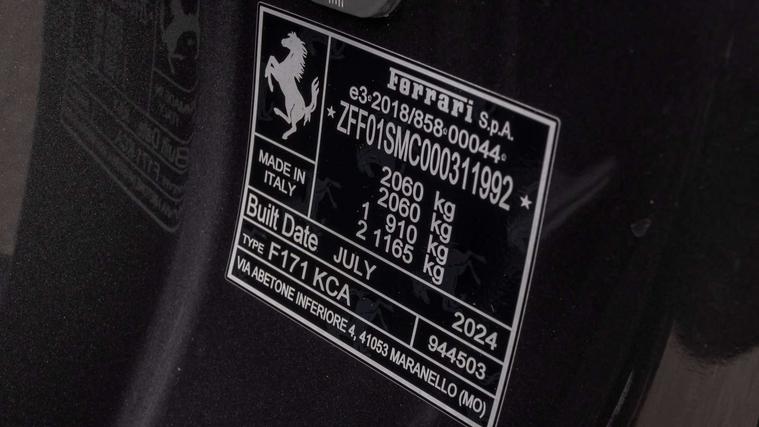 Ferrari S.p.A.
e3*2018/858*00044*
*ZFF01SMC000311992*
2060 kg
2060 kg
1 910 kg
2 1165 kg
MADE IN
ITALY
Built Date JULY 2024
TYPE F171 KCA 944503
VIA ABETONE INFERIORE 4, 41053 MARANELLO (MO)